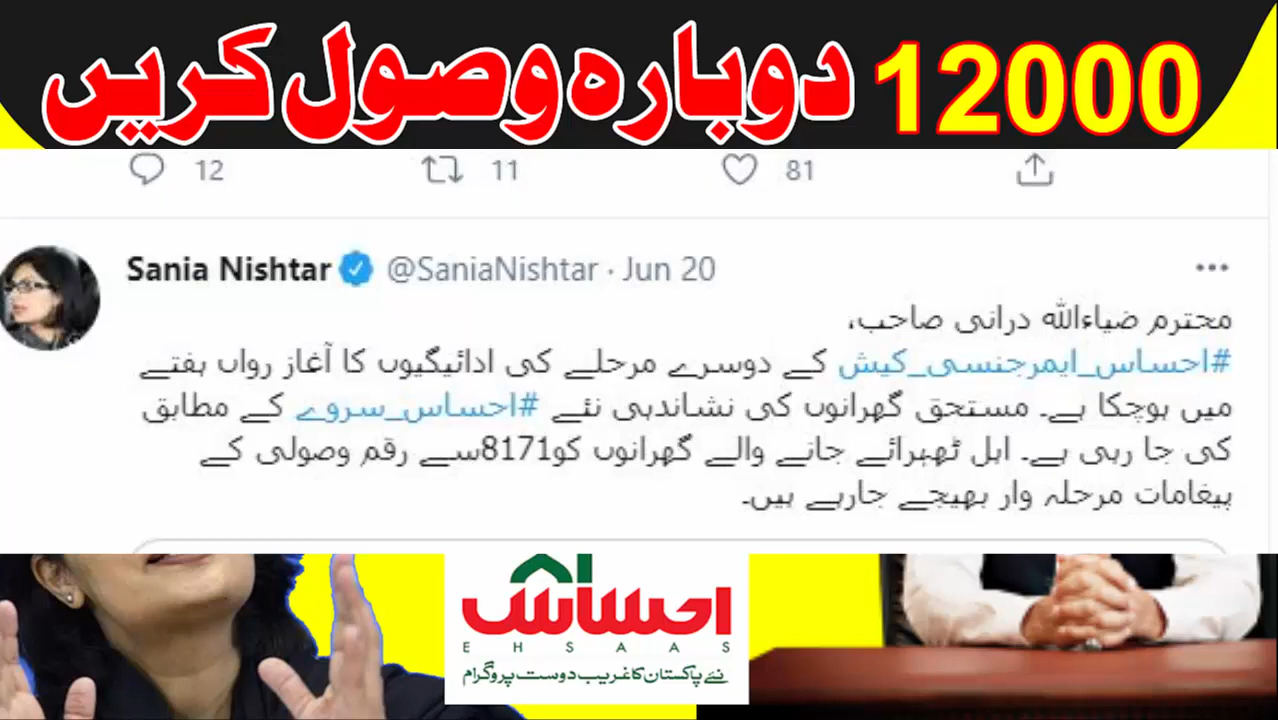 12000 دوبارہ وصول کریں
12 11 81
Sania Nishtar @SaniaNishtar · Jun 20
محترم ضیاءاللہ درانی صاحب،
#احساس_ایمرجنسی_کیش کے دوسرے مرحلے کی ادائیگیوں کا آغاز رواں ہفتے
میں ہوچکا ہے۔ مستحق گھرانوں کی نشاندہی نئے #احساس_سروے کے مطابق
کی جا رہی ہے۔ اہل ٹھہرائے جانے والے گھرانوں کو8171سے رقم وصولی کے
پیغامات مرحلہ وار بھیجے جارہے ہیں۔
احساس
EHSAAS
نئے پاکستان کا غریب دوست پروگرام